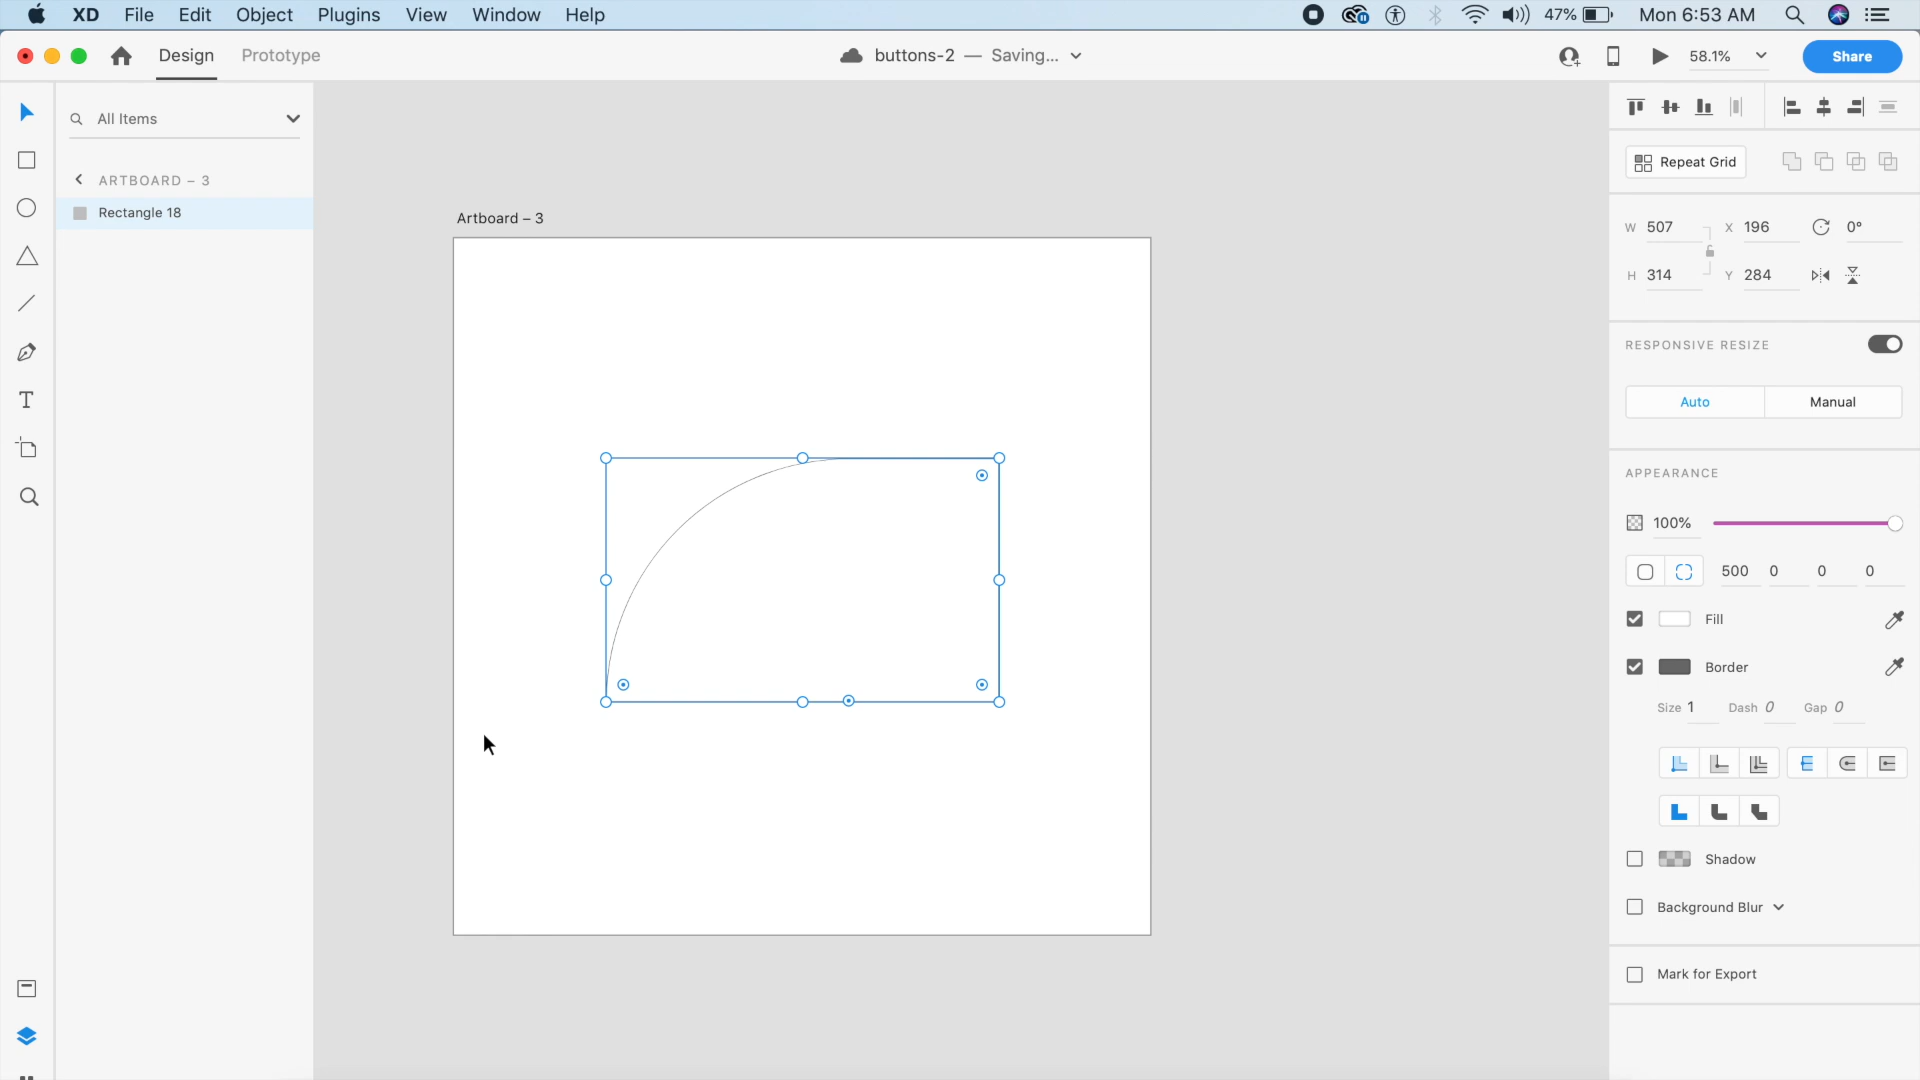 XD File Edit Object Plugins View Window Help 47% Mon 6:53 AM
Design Prototype buttons-2 — Saving... 58.1% Share
All Items
ARTBOARD – 3
Rectangle 18
Artboard – 3
Repeat Grid
W 507 X 196 0°
H 314 Y 284
RESPONSIVE RESIZE
Auto Manual
APPEARANCE
100%
500 0 0 0
Fill
Border
Size 1 Dash 0 Gap 0
Shadow
Background Blur
Mark for Export